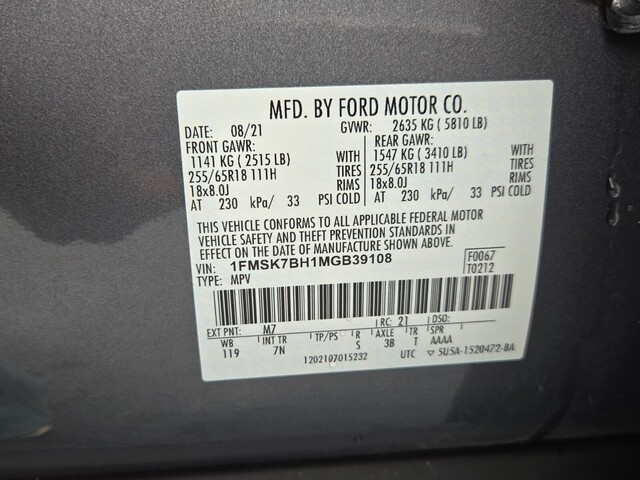 MFD. BY FORD MOTOR CO.
DATE: 08/21 GVWR: 2635 KG ( 5810 LB)
FRONT GAWR: REAR GAWR:
1141 KG ( 2515 LB) WITH 1547 KG ( 3410 LB) WITH
255/65R18 111H TIRES 255/65R18 111H TIRES
18x8.0J RIMS 18x8.0J RIMS
AT 230 kPa/ 33 PSI COLD AT 230 kPa/ 33 PSI COLD
THIS VEHICLE CONFORMS TO ALL APPLICABLE FEDERAL MOTOR
VEHICLE SAFETY AND THEFT PREVENTION STANDARDS IN
EFFECT ON THE DATE OF MANUFACTURE SHOWN ABOVE.
VIN: 1FMSK7BH1MGB39108 F0067
TYPE: MPV T0212
EXT PNT: M7 RC: 21 DSO:
WB INT TR TP/PS R AXLE TR SPR
119 7N S 3B T AAAA
1202107015232 UTC ▽ 5U5A-1520472-BA